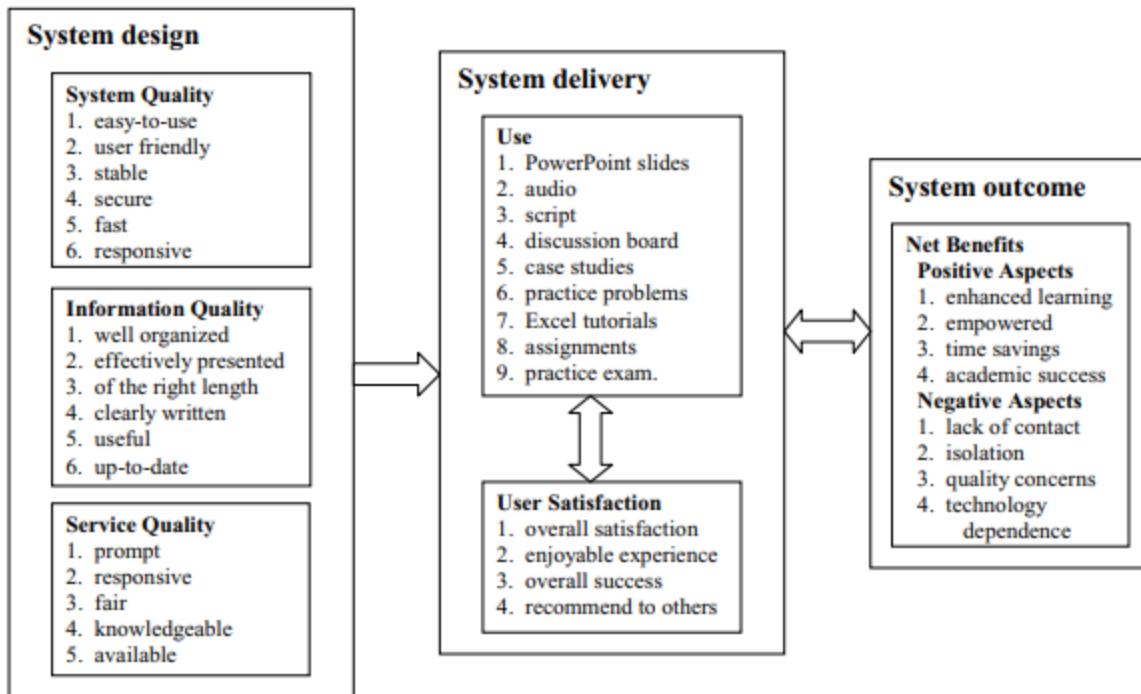 System design
System Quality
1. easy-to-use
2. user friendly
3. stable
4. secure
5. fast
6. responsive
Information Quality
1. well organized
2. effectively presented
3. of the right length
4. clearly written
5. useful
6. up-to-date
Service Quality
1. prompt
2. responsive
3. fair
4. knowledgeable
5. available
System delivery
Use
1. PowerPoint slides
2. audio
3. script
4. discussion board
5. case studies
6. practice problems
7. Excel tutorials
8. assignments
9. practice exam.
User Satisfaction
1. overall satisfaction
2. enjoyable experience
3. overall success
4. recommend to others
System outcome
Net Benefits
Positive Aspects
1. enhanced learning
2. empowered
3. time savings
4. academic success
Negative Aspects
1. lack of contact
2. isolation
3. quality concerns
4. technology
dependence